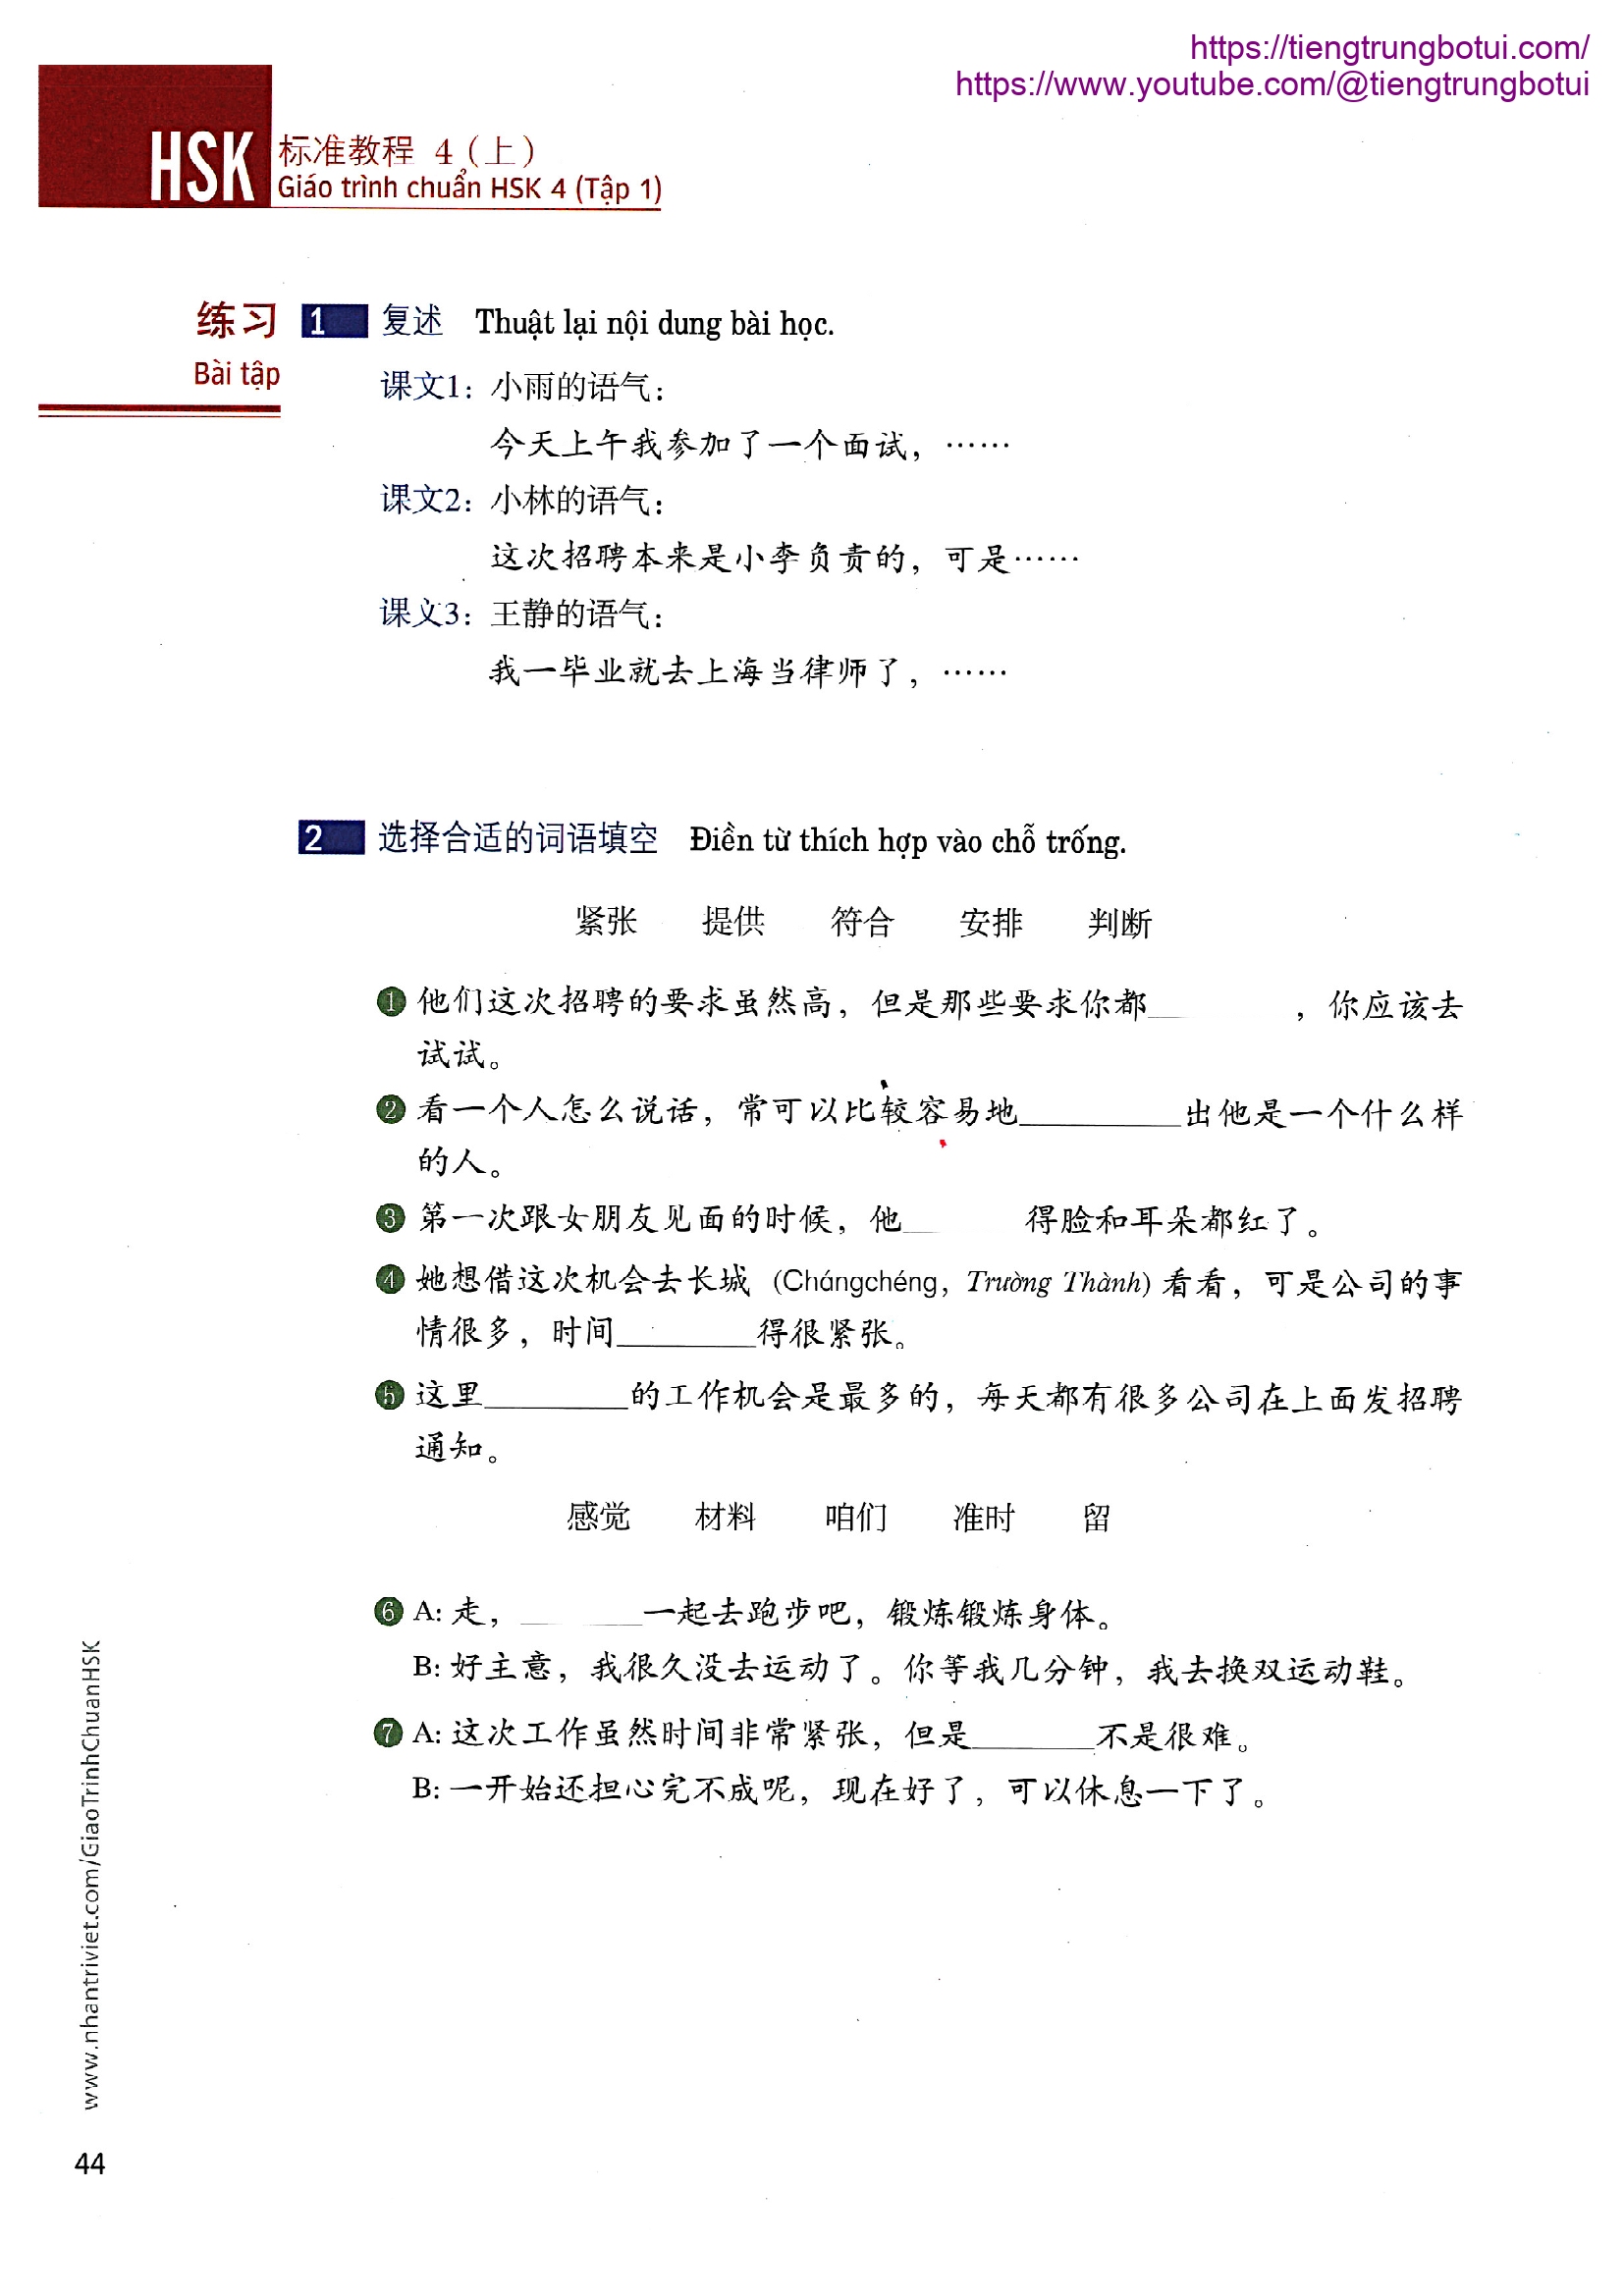 https://tiengtrungbotui.com/
https://www.youtube.com/@tiengtrungbotui
HSK 标准教程 4（上）
Giáo trình chuẩn HSK 4 (Tập 1)
练习
Bài tập
1 复述 Thuật lại nội dung bài học.
课文1：小雨的语气：
今天上午我参加了一个面试，……
课文2：小林的语气：
这次招聘本来是小李负责的，可是……
课文3：王静的语气：
我一毕业就去上海当律师了，……
2 选择合适的词语填空 Điền từ thích hợp vào chỗ trống.
紧张 提供 符合 安排 判断
1 他们这次招聘的要求虽然高，但是那些要求你都______，你应该去
试试。
2 看一个人怎么说话，常可以比较容易地______出他是一个什么样
的人。
3 第一次跟女朋友见面的时候，他______得脸和耳朵都红了。
4 她想借这次机会去长城 (Chángchéng, Trường Thành) 看看，可是公司的事
情很多，时间______得很紧张。
5 这里______的工作机会是最多的，每天都有很多公司在上面发招聘
通知。
感觉 材料 咱们 准时 留
6 A: 走，______一起去跑步吧，锻炼锻炼身体。
B: 好主意，我很久没去运动了。你等我几分钟，我去换双运动鞋。
7 A: 这次工作虽然时间非常紧张，但是______不是很难。
B: 一开始还担心完不成呢，现在好了，可以休息一下了。
www.nhantriviet.com/GiaoTrinhChuanHSK
44